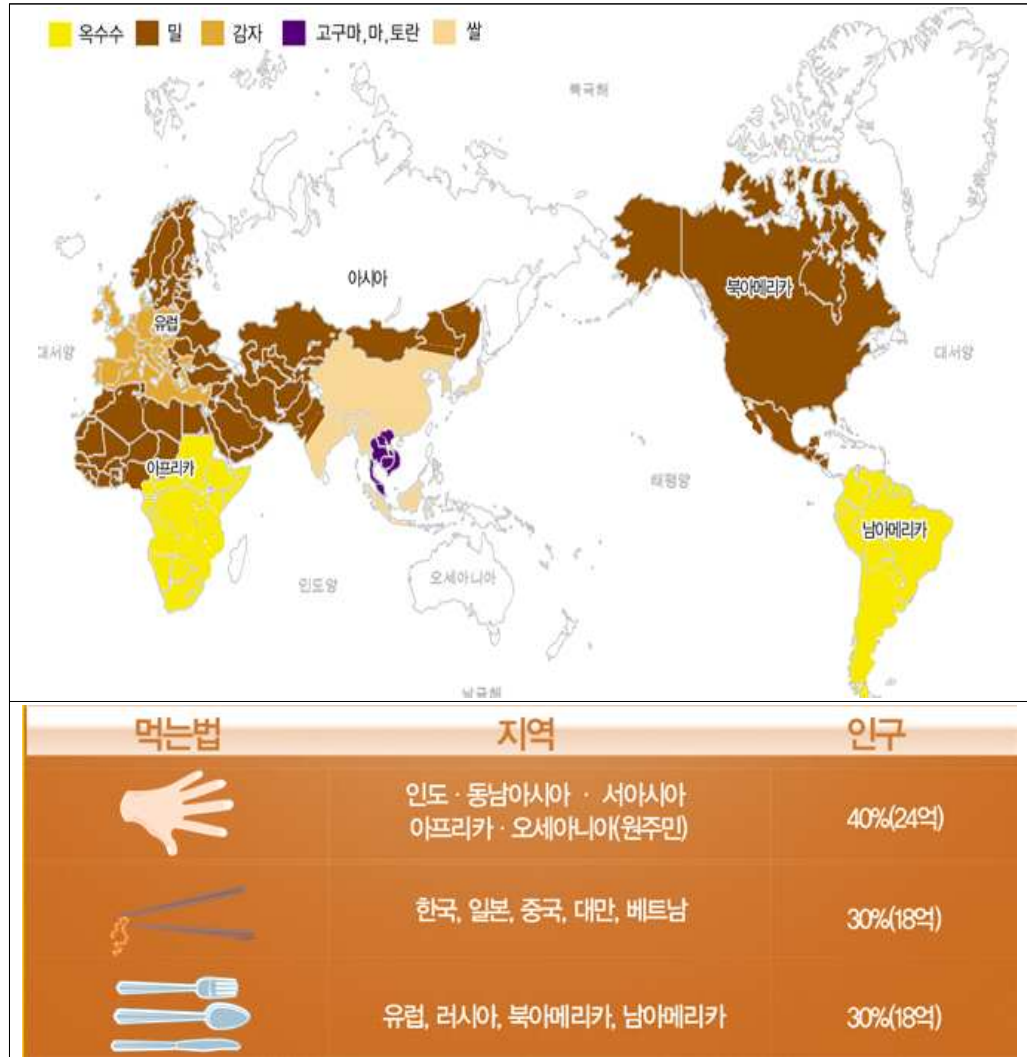 옥수수 밀 감자 고구마,마,토란 쌀
북극해
아시아
북아메리카
유럽
대서양
대서양
아프리카
태평양
남아메리카
인도양
오세아니아
남극해
먹는법 지역 인구
인도 · 동남아시아 · 서아시아
아프리카 · 오세아니아(원주민)
40%(24억)
한국, 일본, 중국, 대만, 베트남
30%(18억)
유럽, 러시아, 북아메리카, 남아메리카
30%(18억)